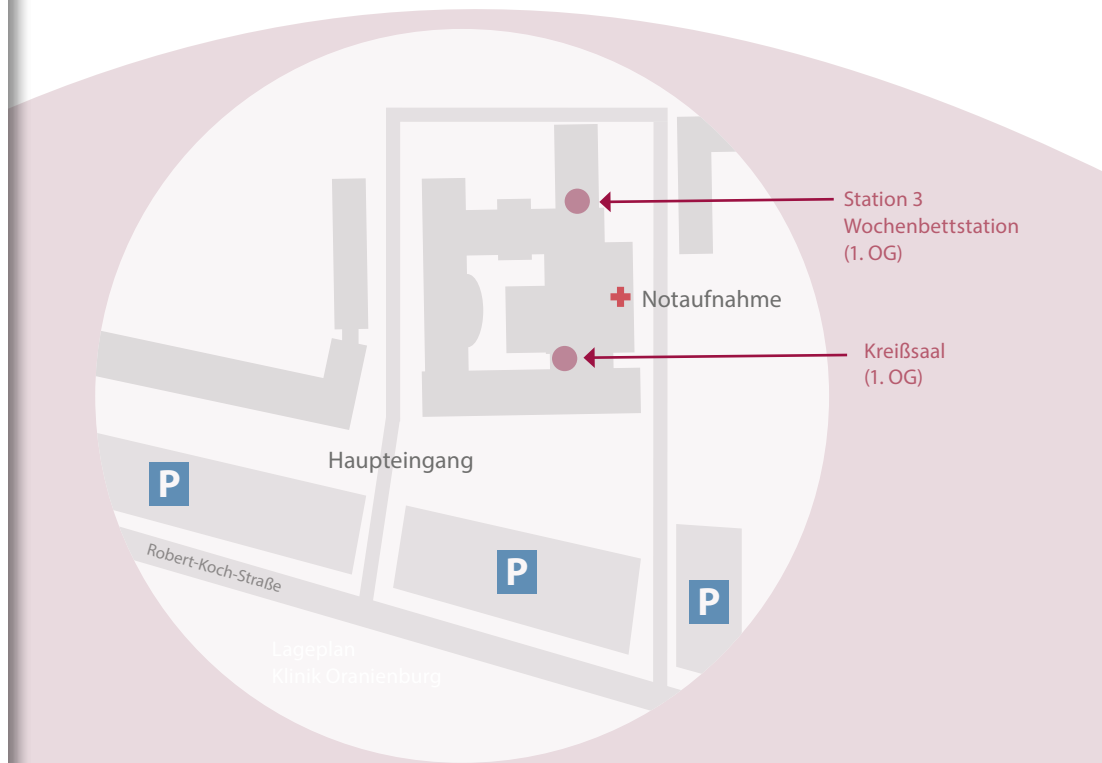 Station 3
Wochenbettstation
(1. OG)
Notaufnahme
Kreißsaal
(1. OG)
Haupteingang
P
P
P
Robert-Koch-Straße
Lageplan
Klinik Oranienburg